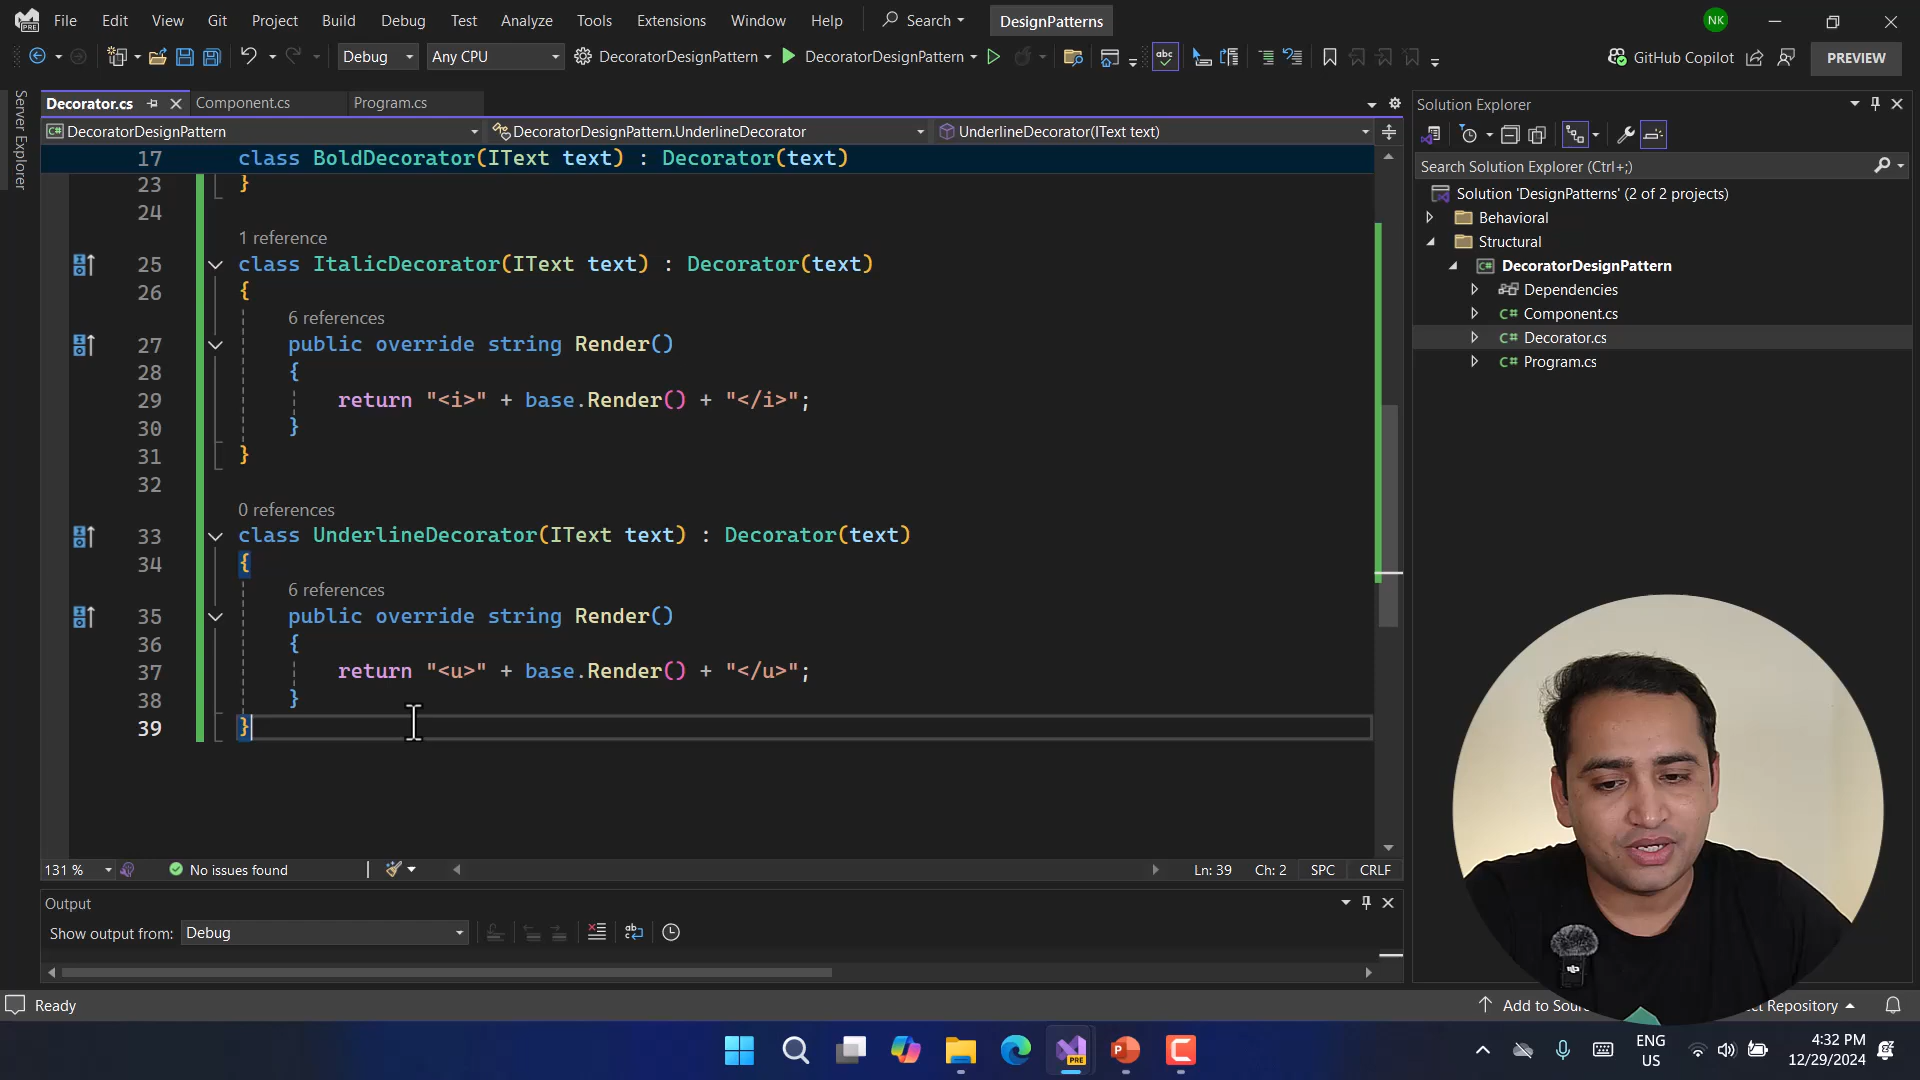 File Edit View Git Project Build Debug Test Analyze Tools Extensions Window Help Search DesignPatterns NK
Debug Any CPU DecoratorDesignPattern DecoratorDesignPattern GitHub Copilot PREVIEW
Server Explorer
Decorator.cs Component.cs Program.cs
DecoratorDesignPattern DecoratorDesignPattern.UnderlineDecorator UnderlineDecorator(IText text)
17 class BoldDecorator(IText text) : Decorator(text)
23 }
24
1 reference
25 class ItalicDecorator(IText text) : Decorator(text)
26 {
6 references
27 public override string Render()
28 {
29 return "<i>" + base.Render() + "</i>";
30 }
31 }
32
0 references
33 class UnderlineDecorator(IText text) : Decorator(text)
34 {
6 references
35 public override string Render()
36 {
37 return "<u>" + base.Render() + "</u>";
38 }
39 }
131 % No issues found Ln: 39 Ch: 2 SPC CRLF
Output
Show output from: Debug
Solution Explorer
Search Solution Explorer (Ctrl+;)
Solution 'DesignPatterns' (2 of 2 projects)
Behavioral
Structural
C# DecoratorDesignPattern
Dependencies
C# Component.cs
C# Decorator.cs
C# Program.cs
Ready Add to Repository
PRE
ENG
US
4:32 PM
12/29/2024